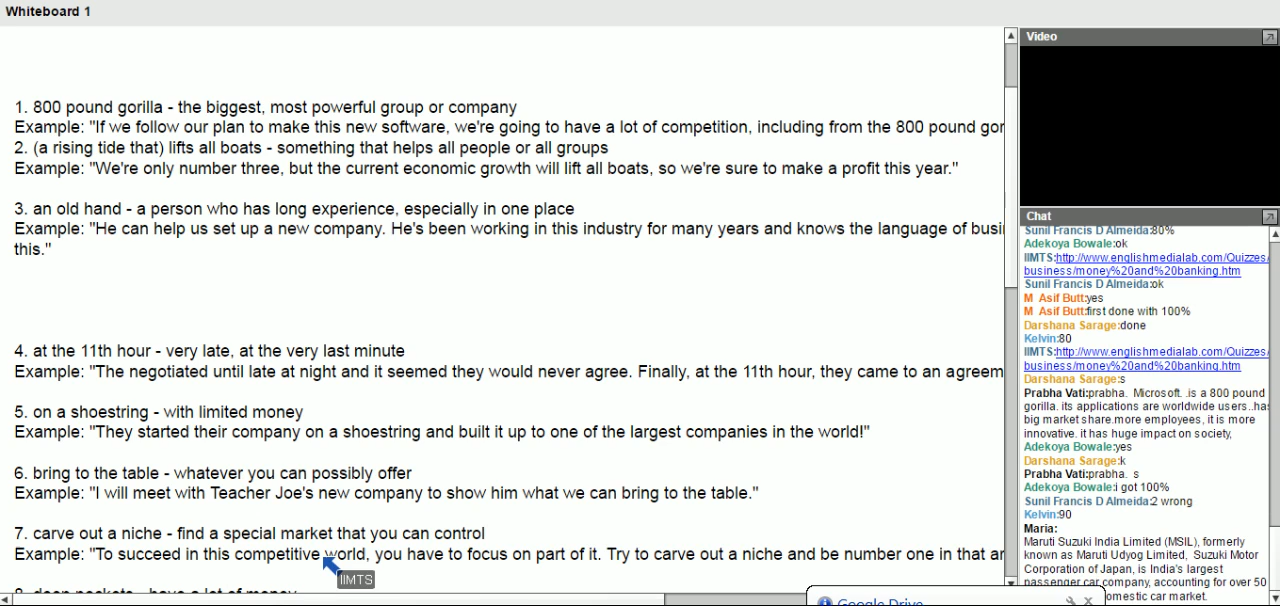 Whiteboard 1
1. 800 pound gorilla - the biggest, most powerful group or company
Example: "If we follow our plan to make this new software, we're going to have a lot of competition, including from the 800 pound gor
2. (a rising tide that) lifts all boats - something that helps all people or all groups
Example: "We're only number three, but the current economic growth will lift all boats, so we're sure to make a profit this year."
3. an old hand - a person who has long experience, especially in one place
Example: "He can help us set up a new company. He's been working in this industry for many years and knows the language of busi
this."
4. at the 11th hour - very late, at the very last minute
Example: "The negotiated until late at night and it seemed they would never agree. Finally, at the 11th hour, they came to an agreem
5. on a shoestring - with limited money
Example: "They started their company on a shoestring and built it up to one of the largest companies in the world!"
6. bring to the table - whatever you can possibly offer
Example: "I will meet with Teacher Joe's new company to show him what we can bring to the table."
7. carve out a niche - find a special market that you can control
Example: "To succeed in this competitive world, you have to focus on part of it. Try to carve out a niche and be number one in that ar
IIMTS
8. deep pockets - have a lot of money
Video
Chat
Sunil Francis D Almeida:80%
Adekoya Bowale:ok
IIMTS:http://www.englishmedialab.com/Quizzes/
business/money%20and%20banking.htm
Sunil Francis D Almeida:ok
M Asif Butt:yes
M Asif Butt:first done with 100%
Darshana Sarage:done
Kelvin:80
IIMTS:http://www.englishmedialab.com/Quizzes/
business/money%20and%20banking.htm
Darshana Sarage:s
Prabha Vati:prabha. Microsoft. .is a 800 pound
gorilla. its applications are worldwide users..has
big market share.more employees, it is more
innovative. it has huge impact on society,
Adekoya Bowale:yes
Darshana Sarage:k
Prabha Vati:prabha. s
Adekoya Bowale:i got 100%
Sunil Francis D Almeida:2 wrong
Kelvin:90
Maria:
Maruti Suzuki India Limited (MSIL), formerly
known as Maruti Udyog Limited, Suzuki Motor
Corporation of Japan, is India's largest
passenger car company, accounting for over 50
omestic car market.
Google Drive